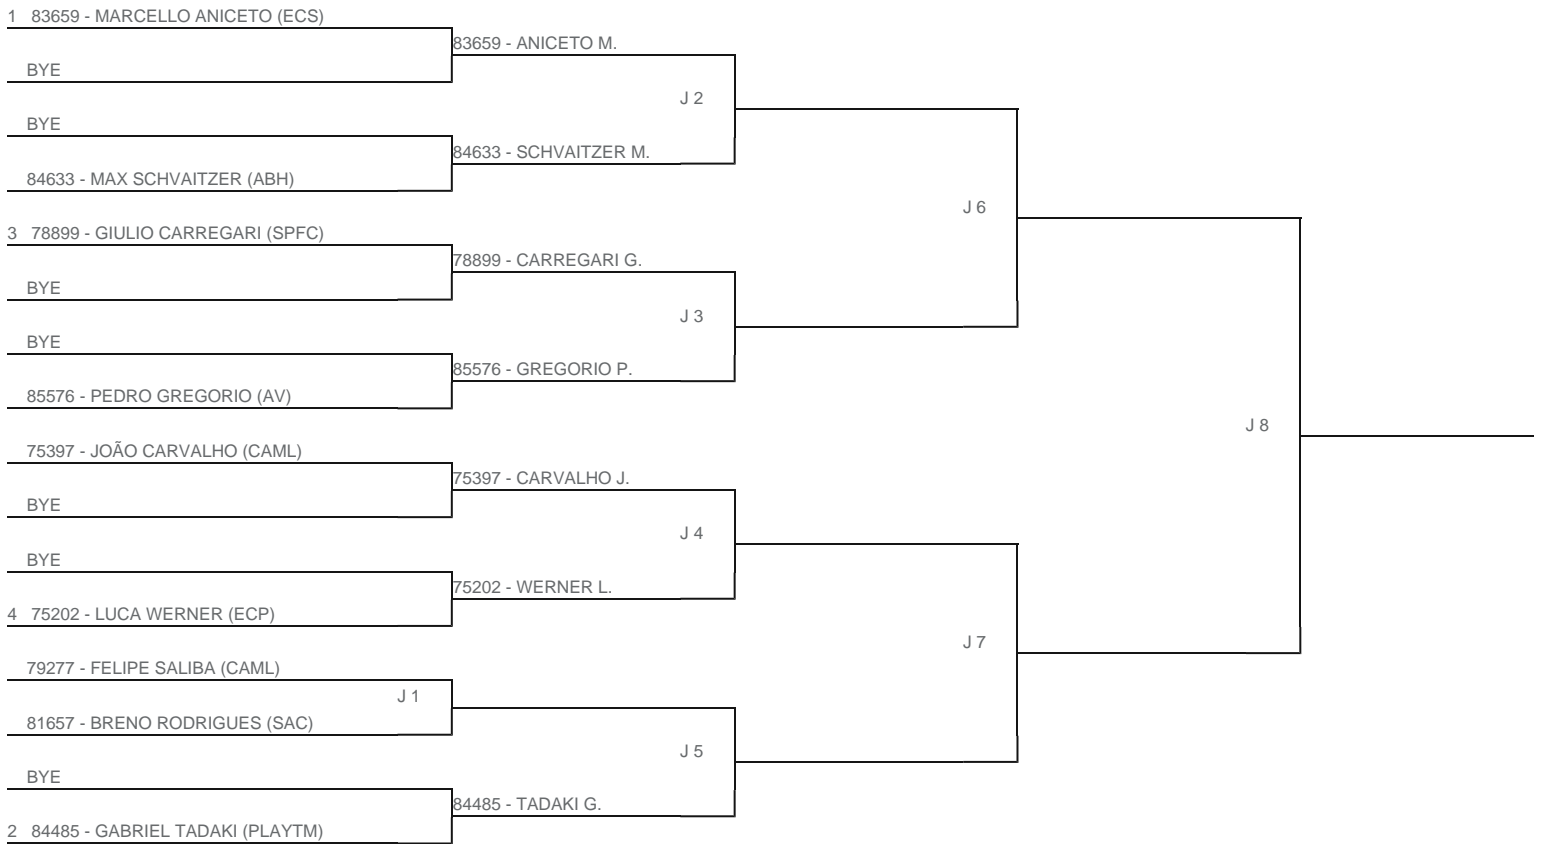 1 83659 - MARCELLO ANICETO (ECS)
83659 - ANICETO M.
BYE
J 2
BYE
84633 - SCHVAITZER M.
84633 - MAX SCHVAITZER (ABH)
J 6
3 78899 - GIULIO CARREGARI (SPFC)
78899 - CARREGARI G.
BYE
J 3
BYE
85576 - GREGORIO P.
85576 - PEDRO GREGORIO (AV)
J 8
75397 - JOÃO CARVALHO (CAML)
75397 - CARVALHO J.
BYE
J 4
BYE
75202 - WERNER L.
4 75202 - LUCA WERNER (ECP)
J 7
79277 - FELIPE SALIBA (CAML)
J 1
81657 - BRENO RODRIGUES (SAC)
J 5
BYE
84485 - TADAKI G.
2 84485 - GABRIEL TADAKI (PLAYTM)